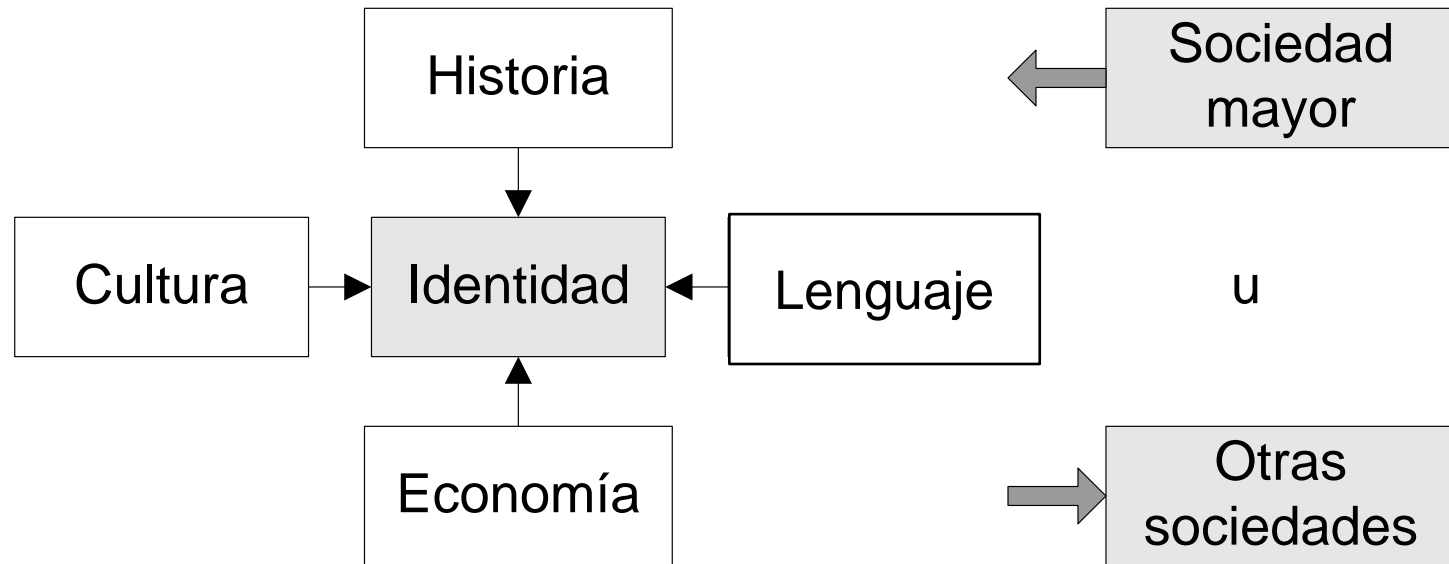 Historia
Sociedad
mayor
Cultura
Identidad
Lenguaje
u
Economía
Otras
sociedades